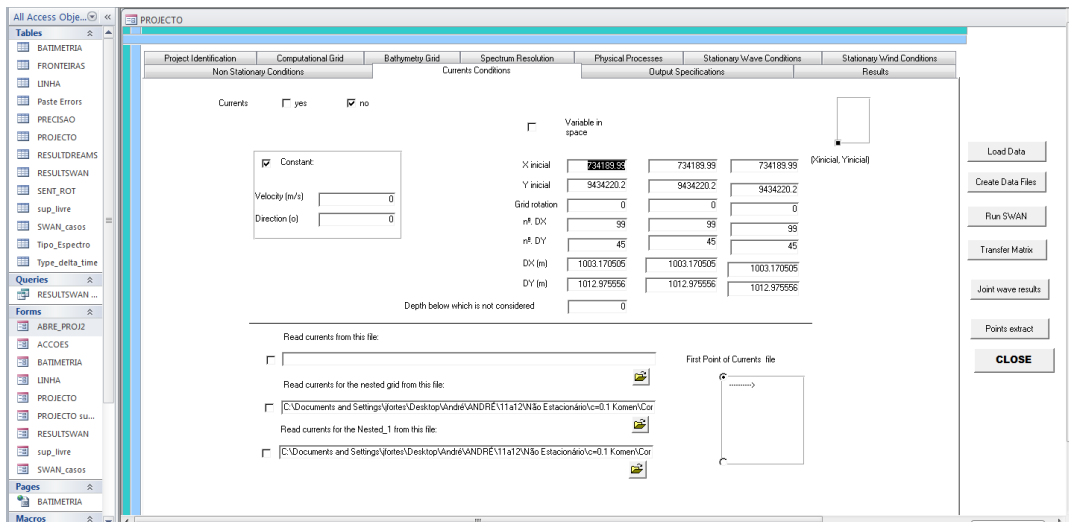 All Access Obje...
«
PROJECTO
Tables
BATIMETRIA
FRONTEIRAS
LINHA
Paste Errors
PRECISAO
PROJECTO
RESULTDREAMS
RESULTSWAN
SENT_ROT
sup_livre
SWAN_casos
Tipo_Espectro
Type_delta_time
Queries
RESULTSWAN ...
Forms
ABRE_PROJ2
ACCOES
BATIMETRIA
LINHA
PROJECTO
PROJECTO su...
RESULTSWAN
sup_livre
SWAN_casos
Pages
BATIMETRIA
Macros
Project Identification Computational Grid Bathymetry Grid Spectrum Resolution Physical Processes Stationary Wave Conditions Stationary Wind Conditions
Non Stationary Conditions Currents Conditions Output Specifications Results
Currents yes no
Variable in
space
Constant:
Velocity (m/s) 0
Direction (o) 0
(Xinicial, Yinicial)
X inicial 734189.99 734189.99 734189.99
Y inicial 9434220.2 9434220.2 9434220.2
Grid rotation 0 0 0
nº. DX 99 99 99
nº. DY 45 45 45
DX (m) 1003.170505 1003.170505 1003.170505
DY (m) 1012.975556 1012.975556 1012.975556
Depth below which is not considered 0
Read currents from this file:
Read currents for the nested grid from this file:
C:\Documents and Settings\jfortes\Desktop\André\ANDRÉ\11a12\Não Estacionário\c=0.1 Komen\Cor
Read currents for the Nested_1 from this file:
C:\Documents and Settings\jfortes\Desktop\André\ANDRÉ\11a12\Não Estacionário\c=0.1 Komen\Cor
First Point of Currents file
---------->
Load Data
Create Data Files
Run SWAN
Transfer Matrix
Joint wave results
Points extract
CLOSE